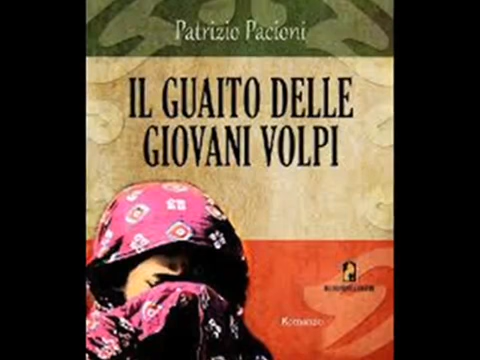 Patrizio Pacioni
IL GUAITO DELLE
GIOVANI VOLPI
Romanzo